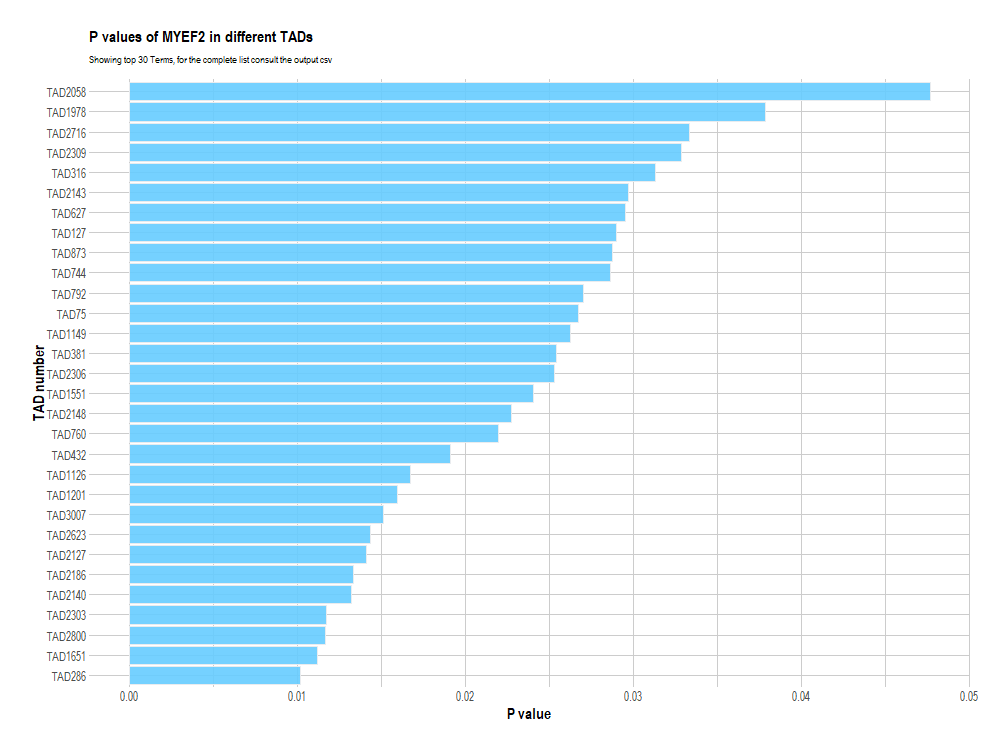 P values of MYEF2 in different TADs
Showing top 30 Terms, for the complete list consult the output csv
TAD number
TAD2058
TAD1978
TAD2716
TAD2309
TAD316
TAD2143
TAD627
TAD127
TAD873
TAD744
TAD792
TAD75
TAD1149
TAD381
TAD2306
TAD1551
TAD2148
TAD760
TAD432
TAD1126
TAD1201
TAD3007
TAD2623
TAD2127
TAD2186
TAD2140
TAD2303
TAD2800
TAD1651
TAD286
0.00 0.01 0.02 0.03 0.04 0.05
P value